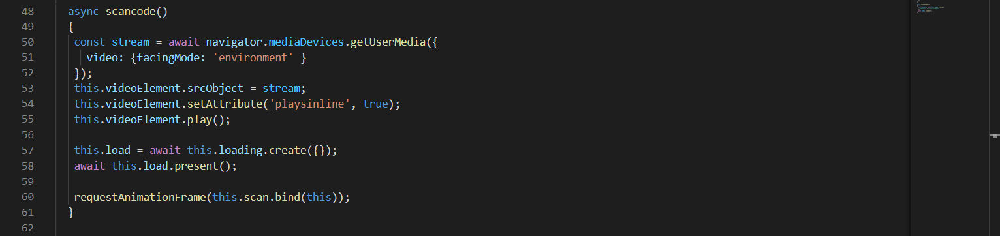 48 async scancode()
49 {
50 const stream = await navigator.mediaDevices.getUserMedia({
51 video: {facingMode: 'environment' }
52 });
53 this.videoElement.srcObject = stream;
54 this.videoElement.setAttribute('playsinline', true);
55 this.videoElement.play();
56
57 this.load = await this.loading.create({});
58 await this.load.present();
59
60 requestAnimationFrame(this.scan.bind(this));
61 }
62